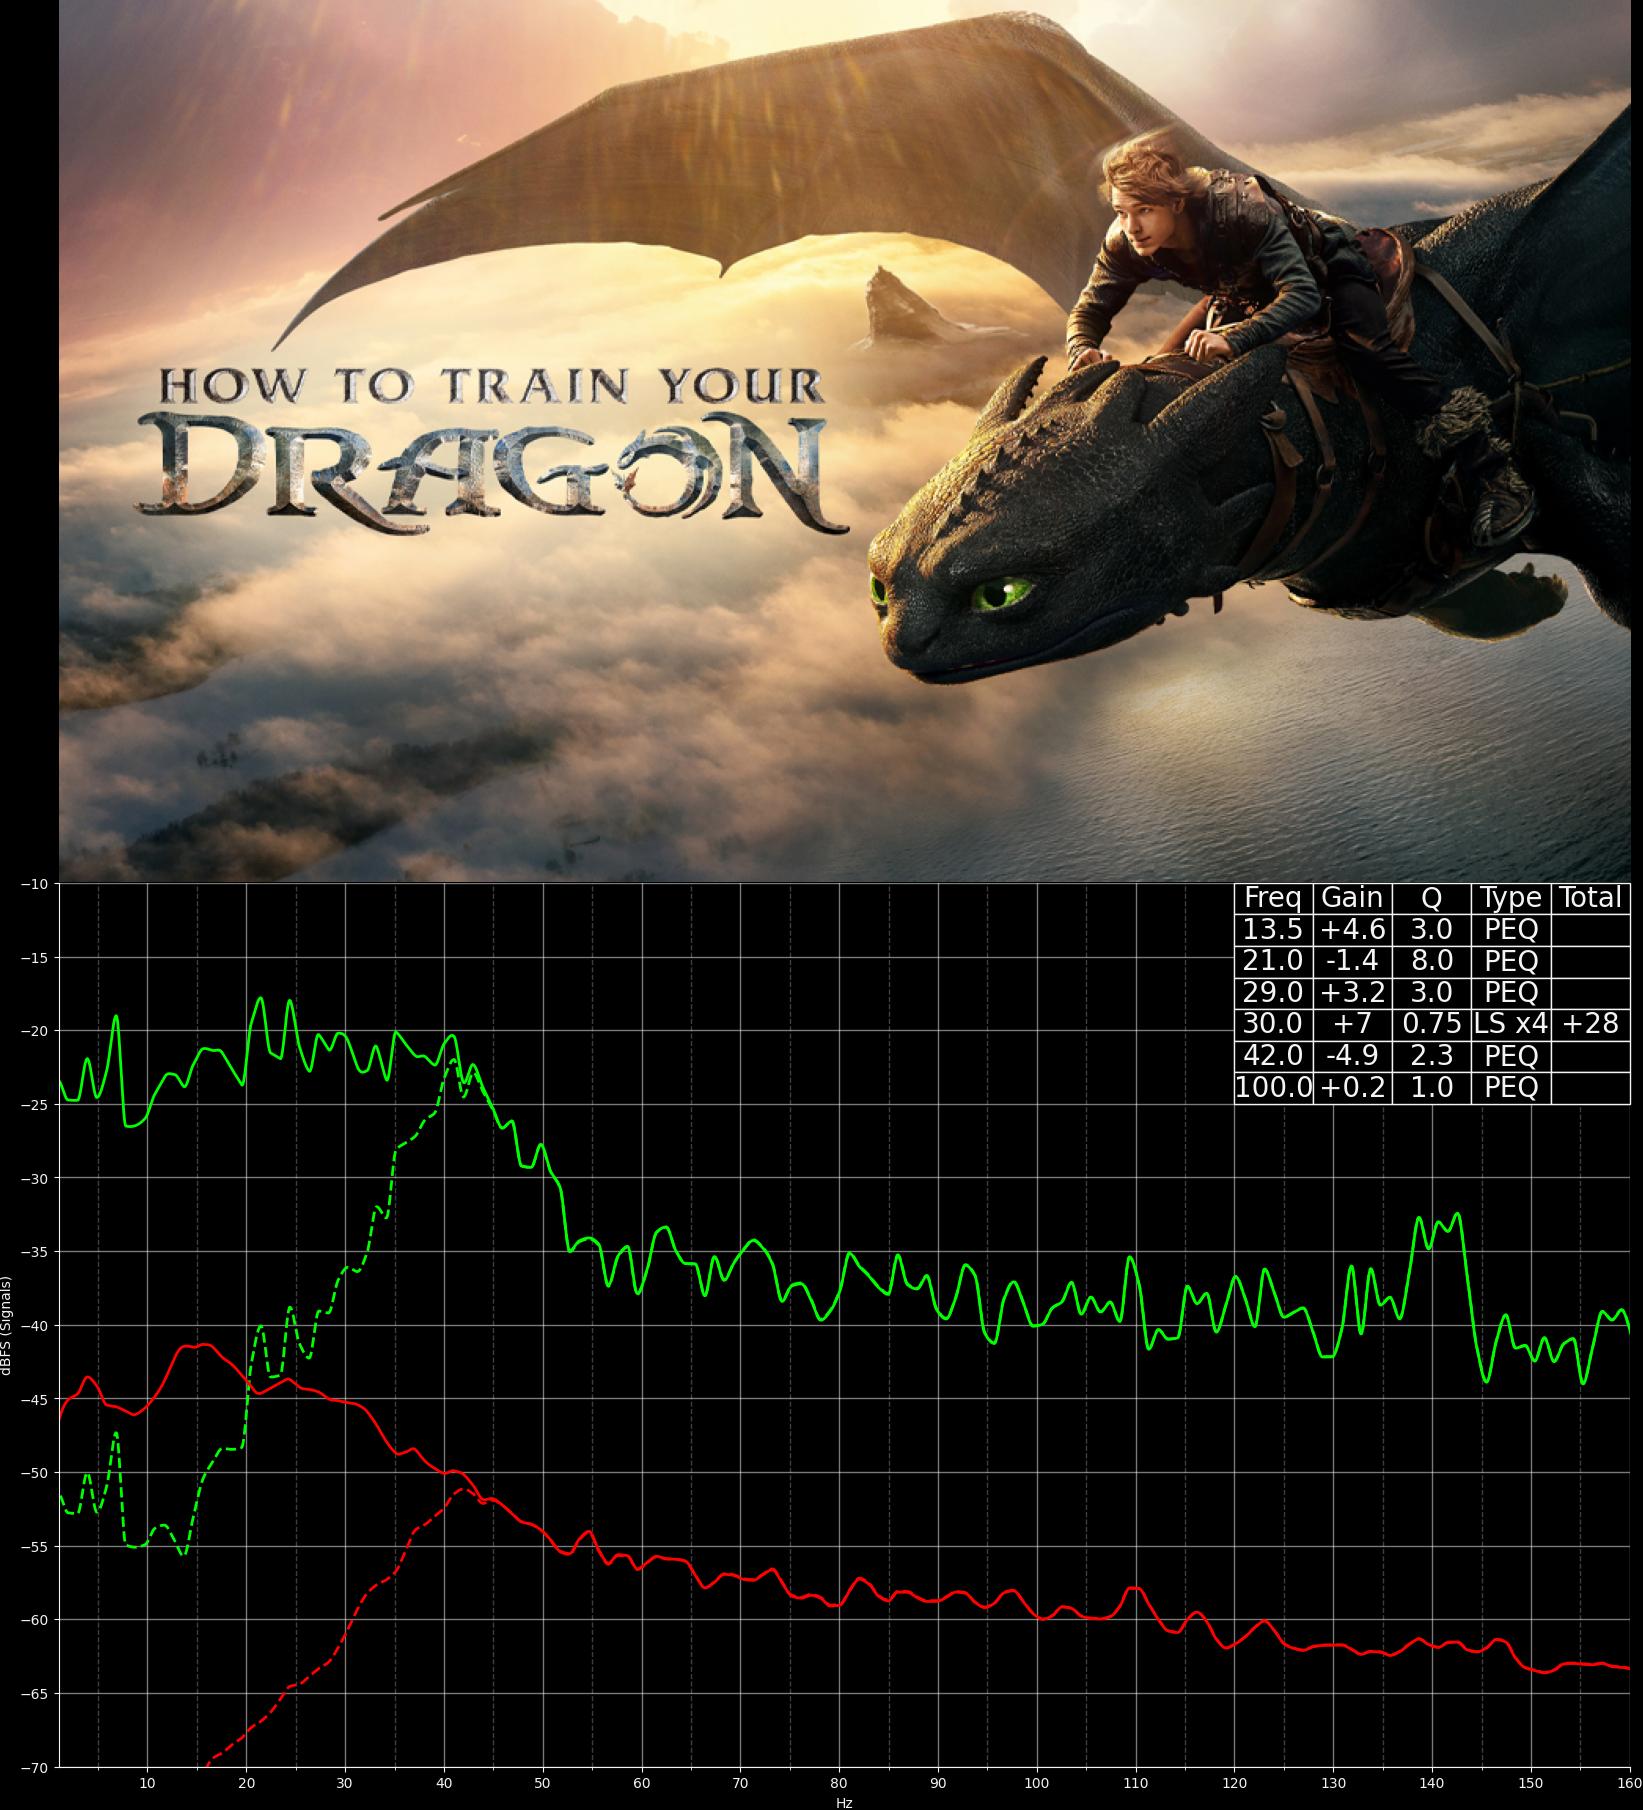 HOW TO TRAIN YOUR
DRAGON
Freq Gain Q Type Total
13.5 +4.6 3.0 PEQ
21.0 -1.4 8.0 PEQ
29.0 +3.2 3.0 PEQ
30.0 +7 0.75 LS x4 +28
42.0 -4.9 2.3 PEQ
100.0 +0.2 1.0 PEQ
−10
−15
−20
−25
−30
−35
−40
−45
−50
−55
−60
−65
−70
dBFS (Signals)
10 20 30 40 50 60 70 80 90 100 110 120 130 140 150 160
Hz